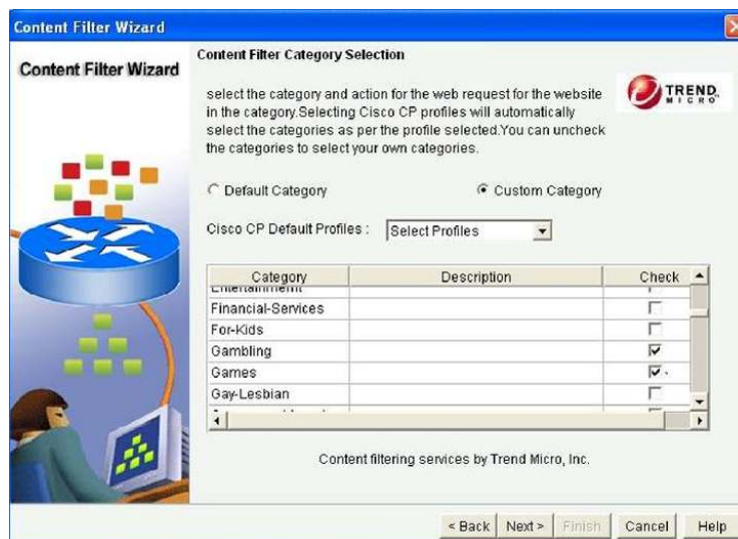 Content Filter Wizard
Content Filter Wizard
Content Filter Category Selection
select the category and action for the web request for the website
in the category.Selecting Cisco CP profiles will automatically
select the categories as per the profile selected.You can uncheck
the categories to select your own categories.
TREND
MICRO
Default Category
Custom Category
Cisco CP Default Profiles :
Select Profiles
Category Description Check
Financial-Services
For-Kids
Gambling
Games
Gay-Lesbian
Content filtering services by Trend Micro, Inc.
< Back Next > Finish Cancel Help